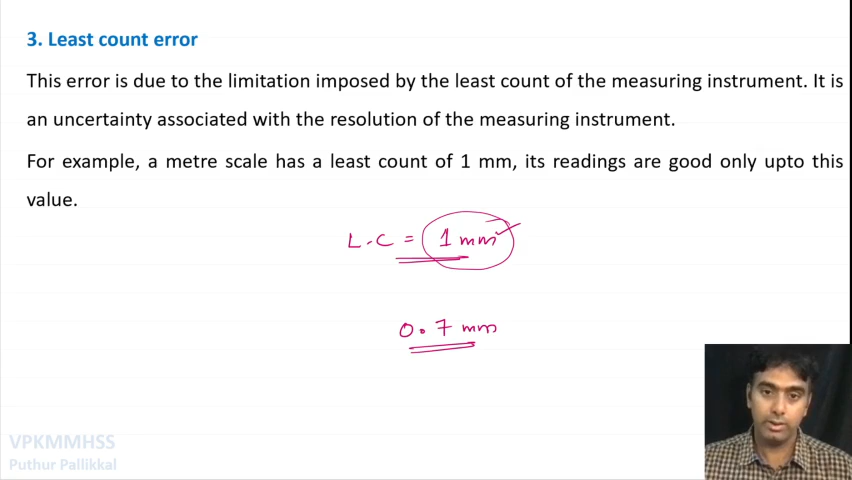 3. Least count error
This error is due to the limitation imposed by the least count of the measuring instrument. It is
an uncertainty associated with the resolution of the measuring instrument.
For example, a metre scale has a least count of 1 mm, its readings are good only upto this
value.
L.C = 1 mm
0.7 mm
VPKMMHSS
Puthur Pallikkal